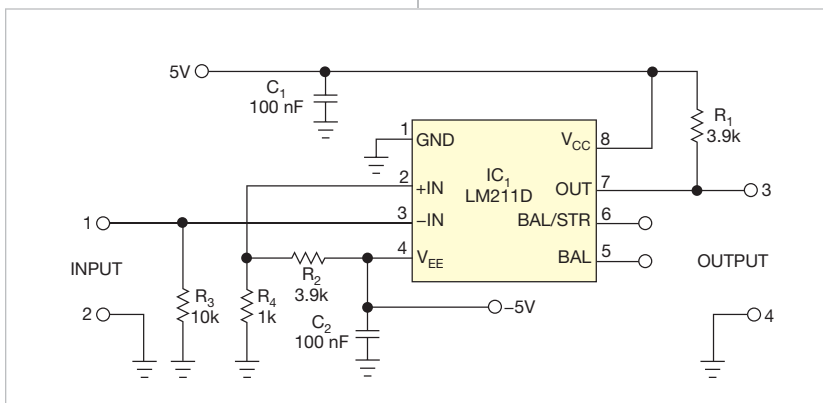 5V
C1
100 nF
R1
3.9k
1 GND
VCC 8
IC1
LM211D
2 +IN
OUT 7
3
1
3 –IN
BAL/STR 6
4 VEE
BAL 5
INPUT
OUTPUT
R2
3.9k
R3
10k
R4
1k
–5V
2
C2
100 nF
4